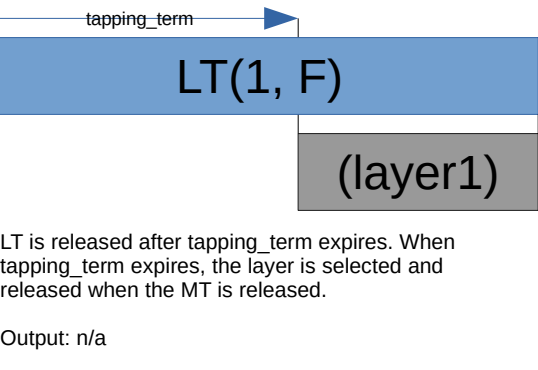 tapping_term
LT(1, F)
(layer1)
LT is released after tapping_term expires. When
tapping_term expires, the layer is selected and
released when the MT is released.
Output: n/a